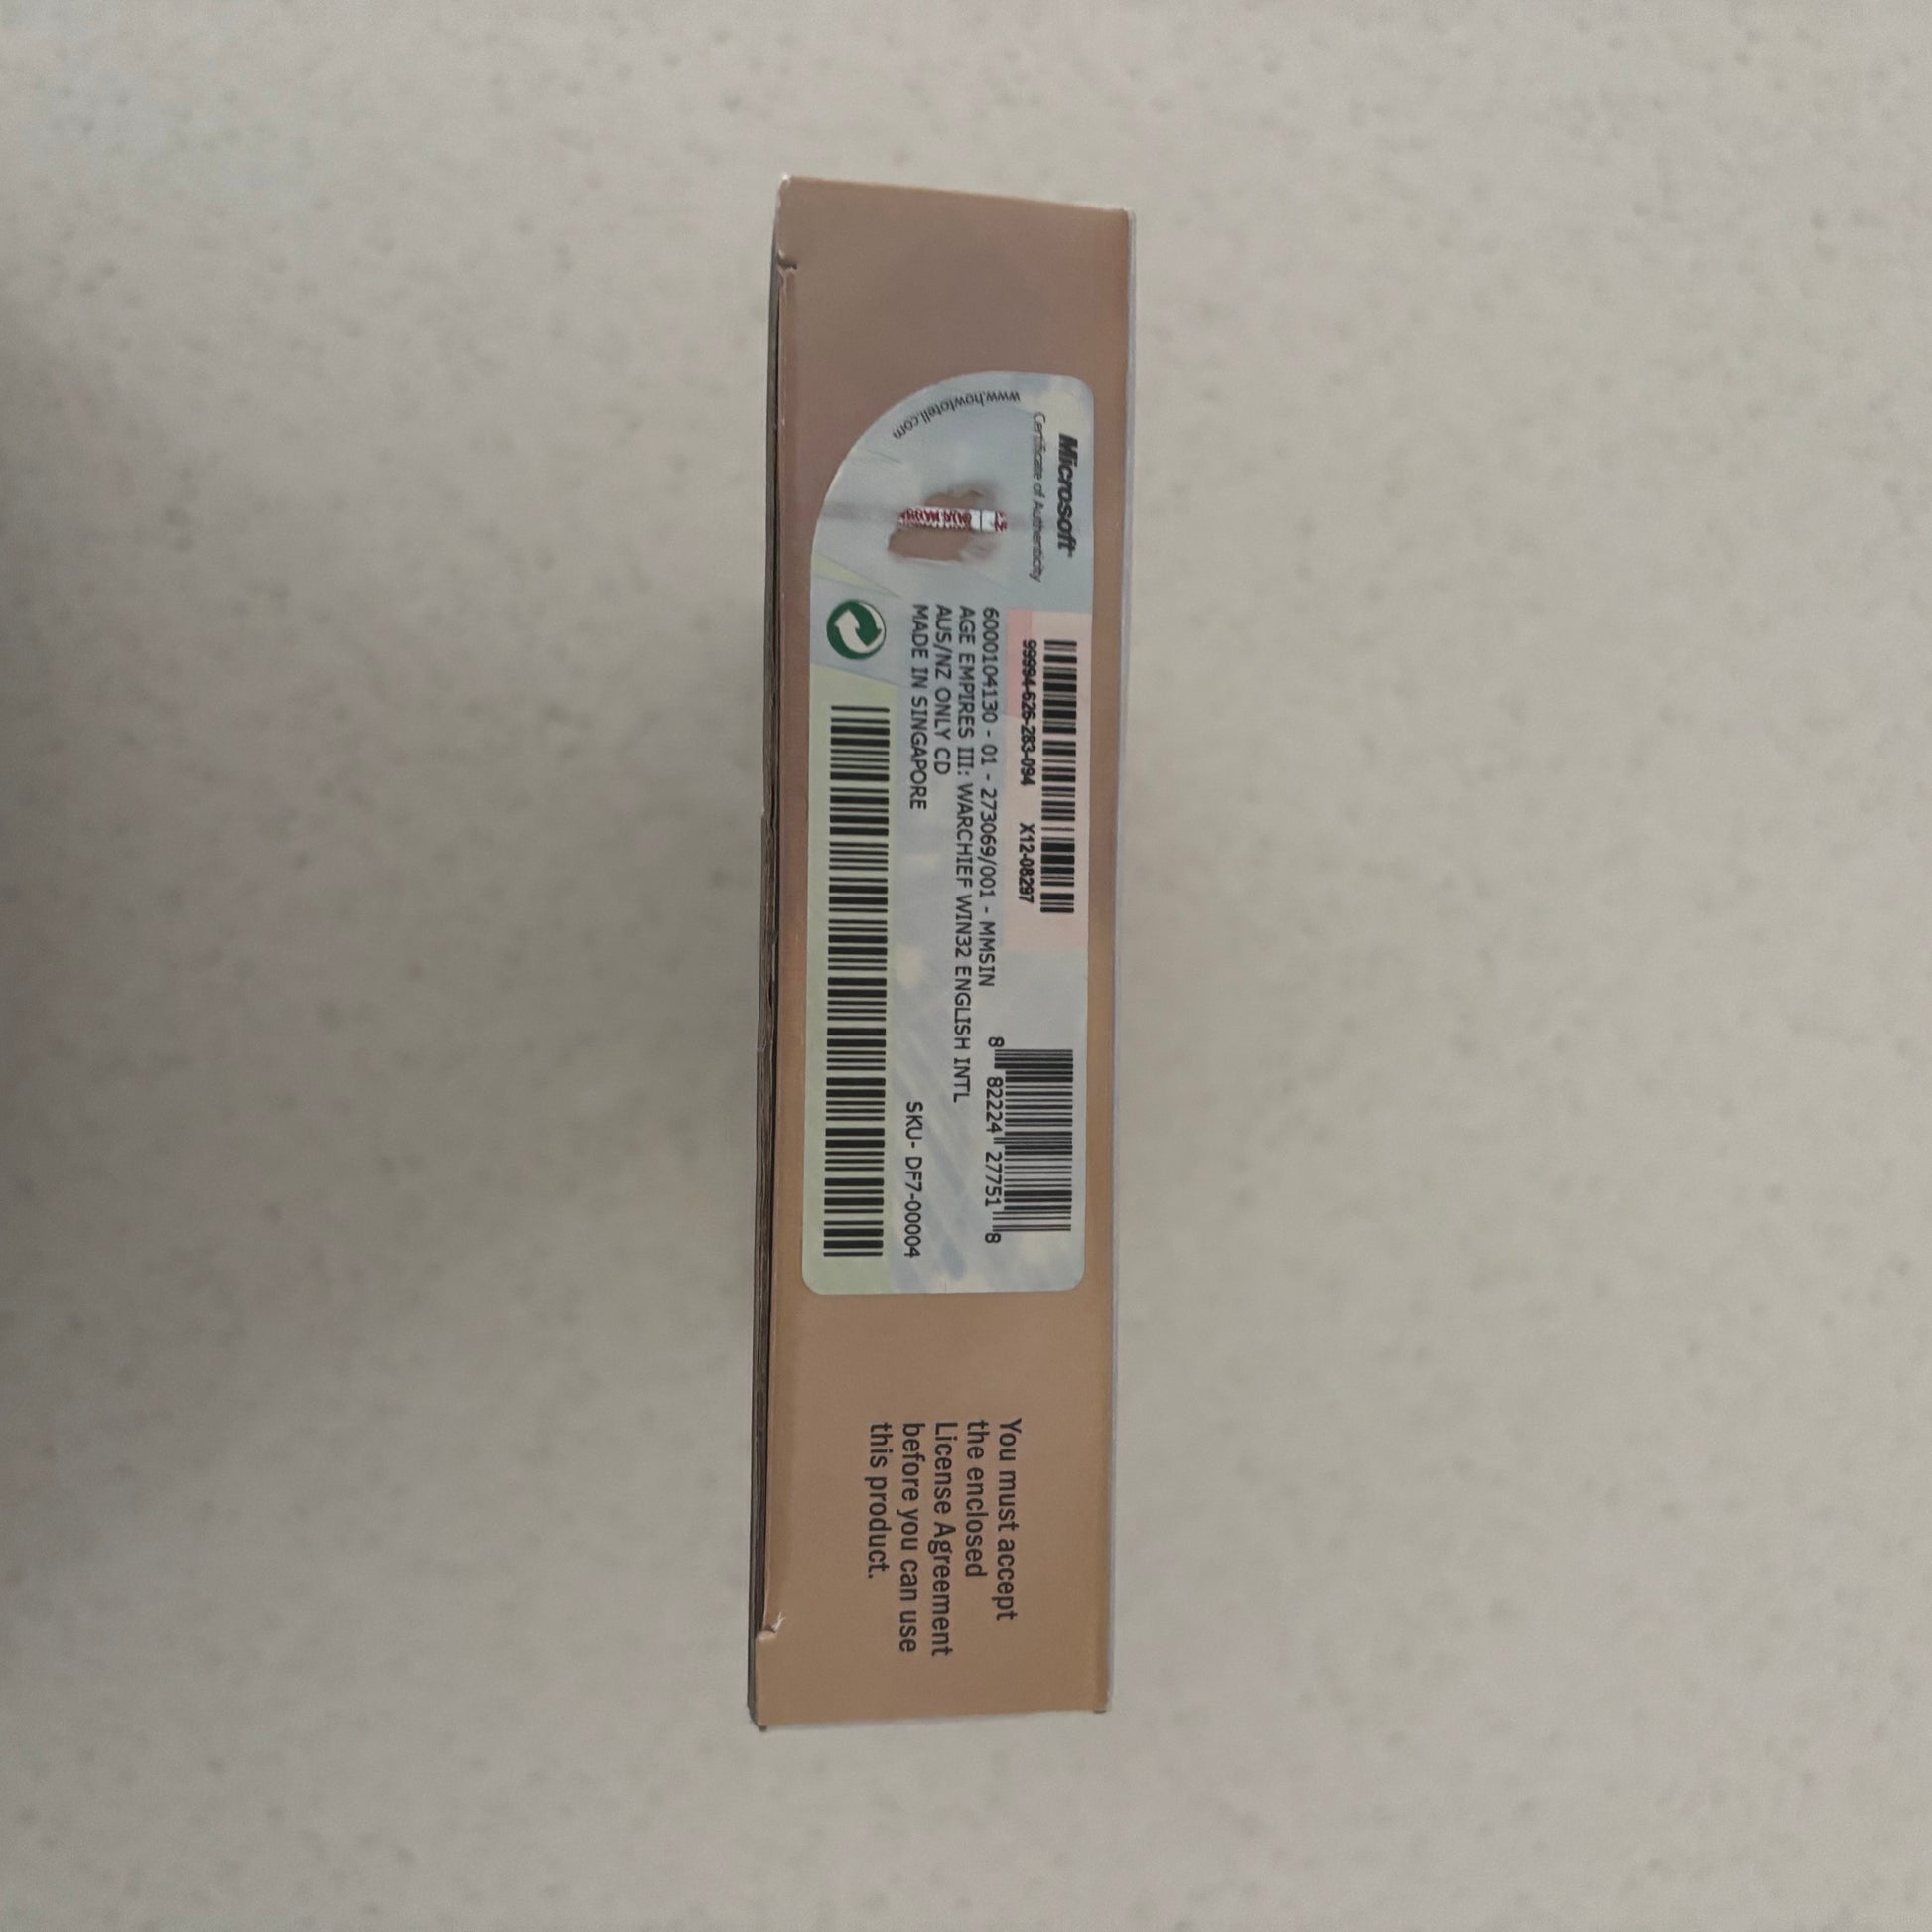 Microsoft
Certificate of Authenticity
www.howtotell.com
99994-626-283-094 X12-08297
6000104130 - 01 - 273069/001 - MMSIN
AGE EMPIRES III: WARCHIEF WIN32 ENGLISH INTL
AUS/NZ ONLY CD
MADE IN SINGAPORE
8 82224 27751 8
SKU- DF7-00004
You must accept
the enclosed
License Agreement
before you can use
this product.